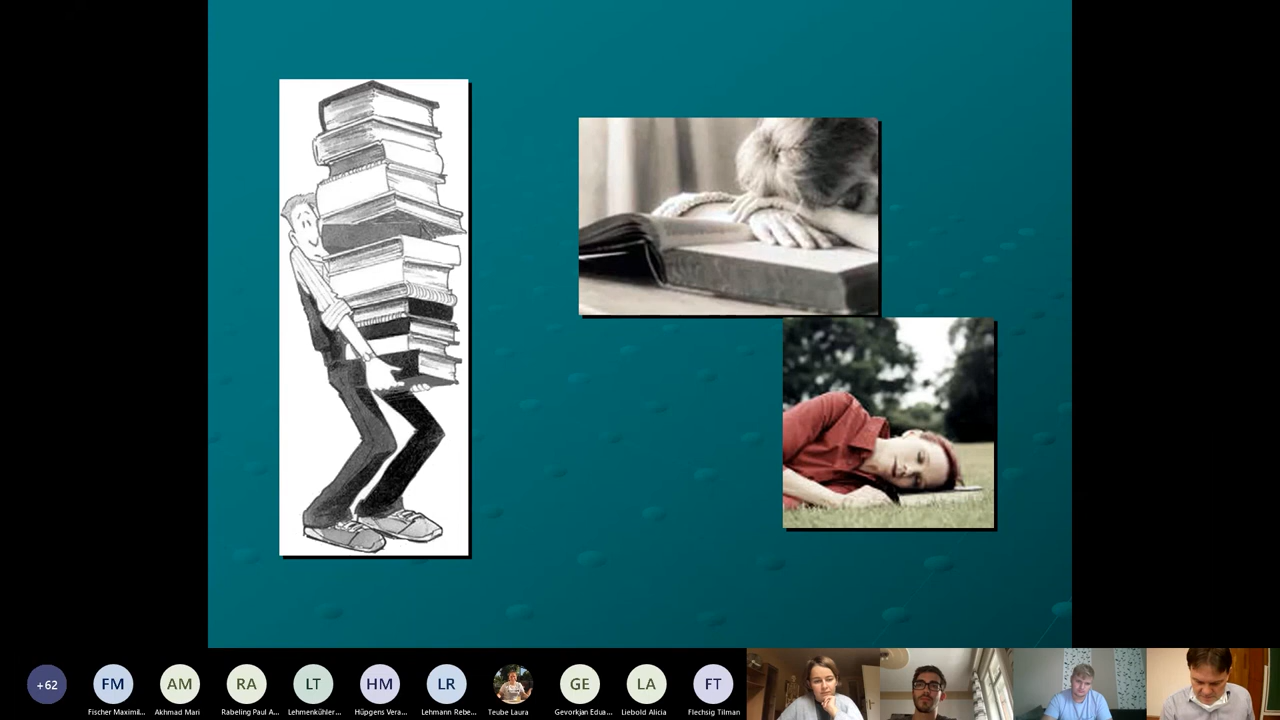 +62
FM
AM
RA
LT
HM
LR
GE
LA
FT
Fischer Maximil...
Akhmad Mari
Rabeling Paul A...
Lehmenkühler...
Hüpgens Vera...
Lehmann Rebe...
Teube Laura
Gevorkjan Edua...
Liebold Alicia
Flechsig Tilman